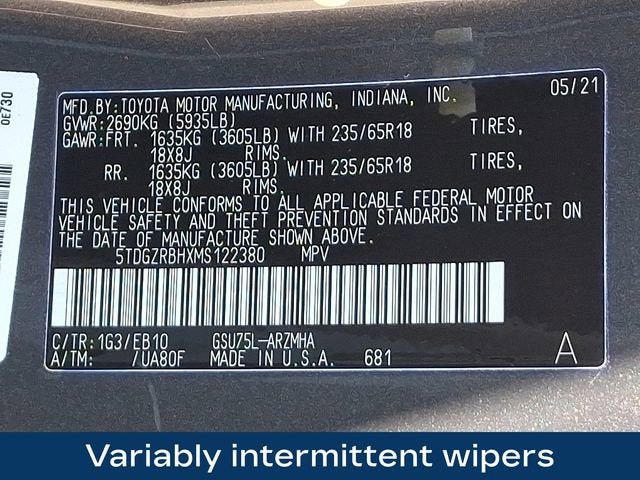 0E730
MFD.BY:TOYOTA MOTOR MANUFACTURING, INDIANA, INC. 05/21
GVWR:2690KG (5935LB)
GAWR:FRT. 1635KG (3605LB) WITH 235/65R18 TIRES,
18X8J RIMS.
RR. 1635KG (3605LB) WITH 235/65R18 TIRES,
18X8J RIMS.
THIS VEHICLE CONFORMS TO ALL APPLICABLE FEDERAL MOTOR
VEHICLE SAFETY AND THEFT PREVENTION STANDARDS IN EFFECT ON
THE DATE OF MANUFACTURE SHOWN ABOVE.
5TDGZRBHXMS122380 MPV
C/TR:1G3/EB10 GSU75L-ARZMHA
A/TM: /UA80F MADE IN U.S.A. 681 A
Variably intermittent wipers